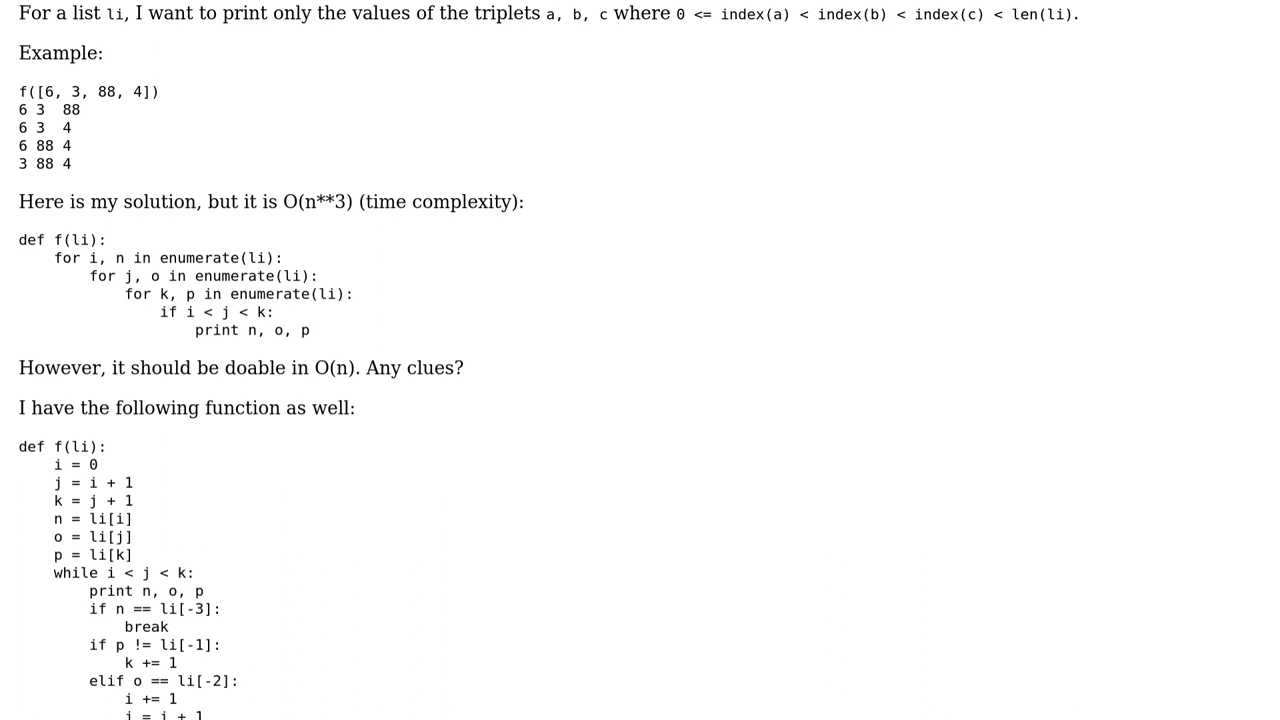 For a list li, I want to print only the values of the triplets a, b, c where 0 <= index(a) < index(b) < index(c) < len(li).
Example:
f([6, 3, 88, 4])
6 3  88
6 3  4
6 88 4
3 88 4
Here is my solution, but it is O(n**3) (time complexity):
def f(li):
    for i, n in enumerate(li):
        for j, o in enumerate(li):
            for k, p in enumerate(li):
                if i < j < k:
                    print n, o, p
However, it should be doable in O(n). Any clues?
I have the following function as well:
def f(li):
    i = 0
    j = i + 1
    k = j + 1
    n = li[i]
    o = li[j]
    p = li[k]
    while i < j < k:
        print n, o, p
        if n == li[-3]:
            break
        if p != li[-1]:
            k += 1
        elif o == li[-2]:
            i += 1
            j = i + 1